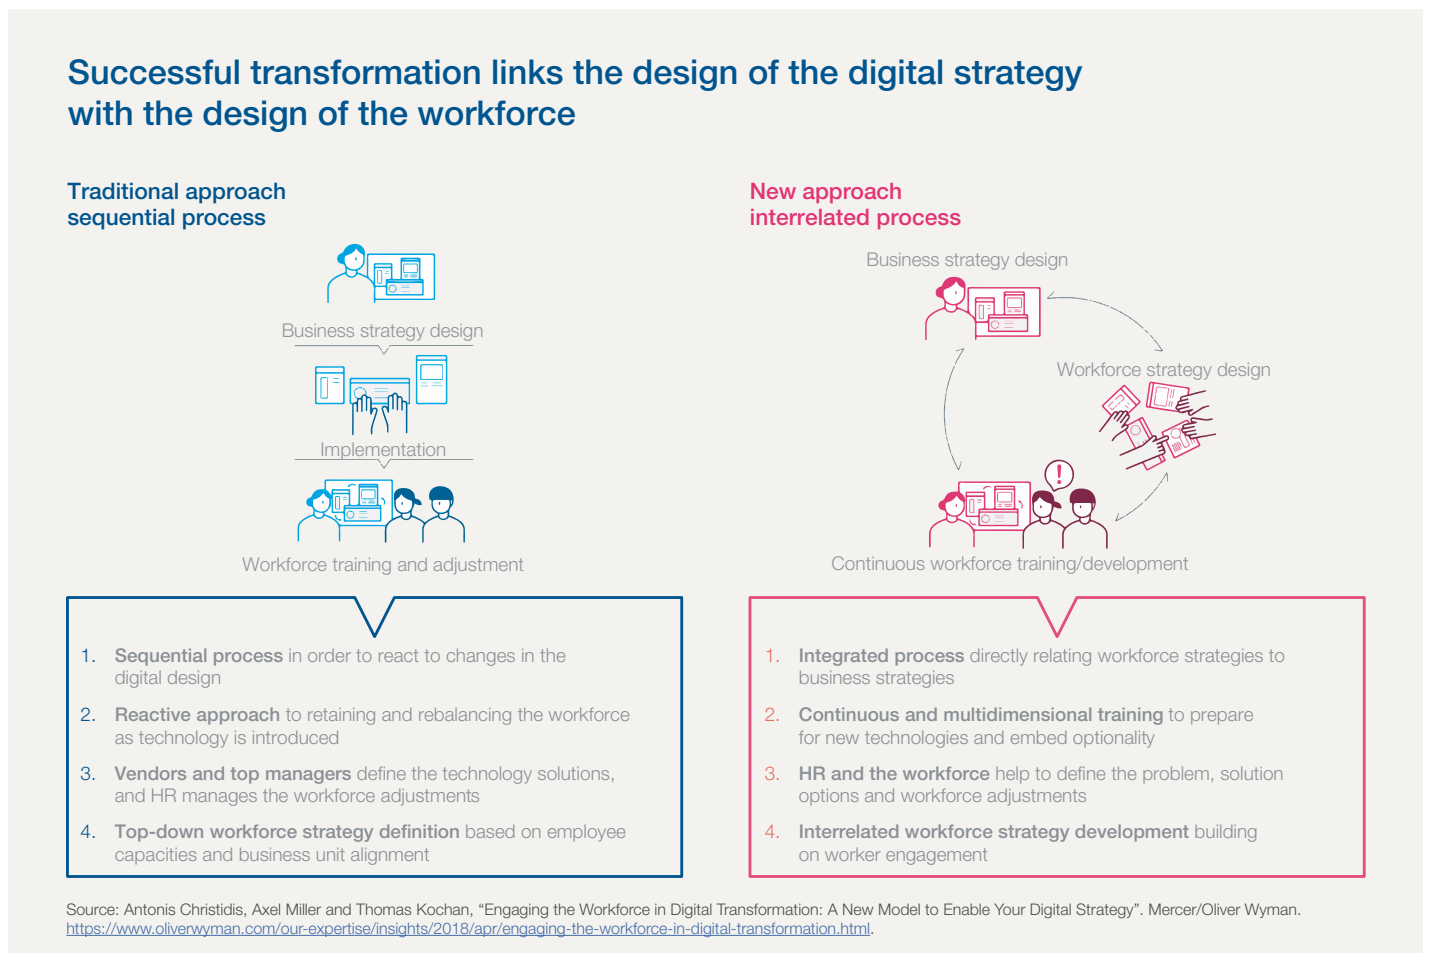 Successful transformation links the design of the digital strategy
with the design of the workforce
Traditional approach
sequential process
Business strategy design
Implementation
Workforce training and adjustment
1. Sequential process in order to react to changes in the
digital design
2. Reactive approach to retaining and rebalancing the workforce
as technology is introduced
3. Vendors and top managers define the technology solutions,
and HR manages the workforce adjustments
4. Top-down workforce strategy definition based on employee
capacities and business unit alignment
New approach
interrelated process
Business strategy design
Workforce strategy design
!
Continuous workforce training/development
1. Integrated process directly relating workforce strategies to
business strategies
2. Continuous and multidimensional training to prepare
for new technologies and embed optionality
3. HR and the workforce help to define the problem, solution
options and workforce adjustments
4. Interrelated workforce strategy development building
on worker engagement
Source: Antonis Christidis, Axel Miller and Thomas Kochan, “Engaging the Workforce in Digital Transformation: A New Model to Enable Your Digital Strategy”. Mercer/Oliver Wyman.
https://www.oliverwyman.com/our-expertise/insights/2018/apr/engaging-the-workforce-in-digital-transformation.html.